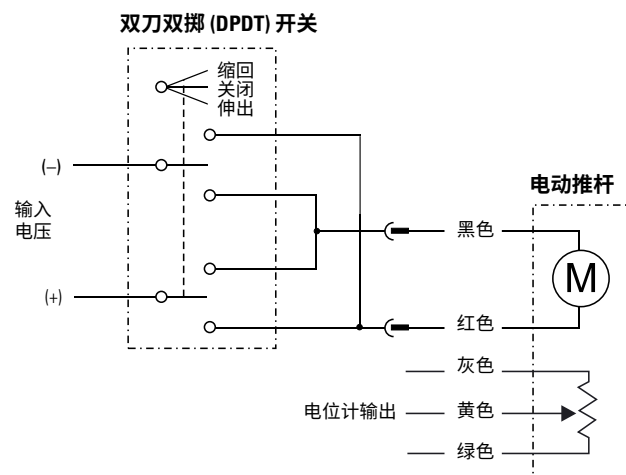 双刀双掷 (DPDT) 开关
缩回
关闭
伸出
(–)
输入
电压
(+)
电动推杆
黑色
M
红色
灰色
电位计输出
黄色
绿色